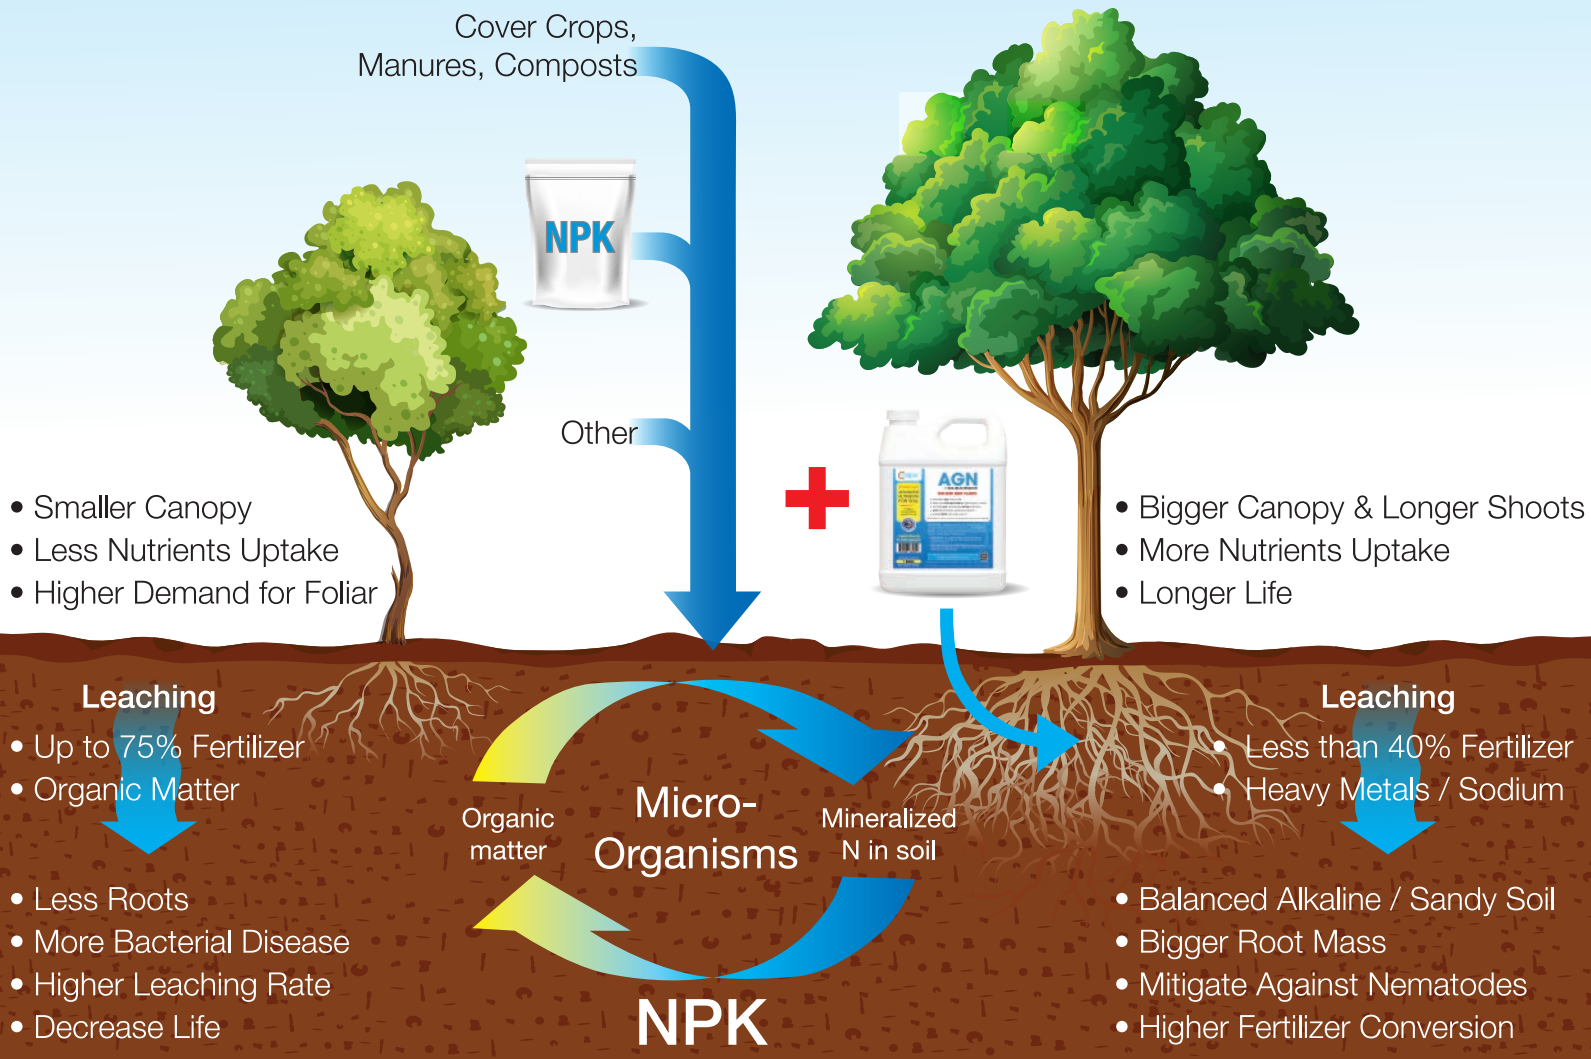 Cover Crops,
Manures, Composts
NPK
Other
AGN
• Smaller Canopy
• Less Nutrients Uptake
• Higher Demand for Foliar
• Bigger Canopy & Longer Shoots
• More Nutrients Uptake
• Longer Life
Leaching
• Up to 75% Fertilizer
• Organic Matter
• Less Roots
• More Bacterial Disease
• Higher Leaching Rate
• Decrease Life
Organic
matter
Micro-
Organisms
Mineralized
N in soil
NPK
Leaching
• Less than 40% Fertilizer
• Heavy Metals / Sodium
• Balanced Alkaline / Sandy Soil
• Bigger Root Mass
• Mitigate Against Nematodes
• Higher Fertilizer Conversion